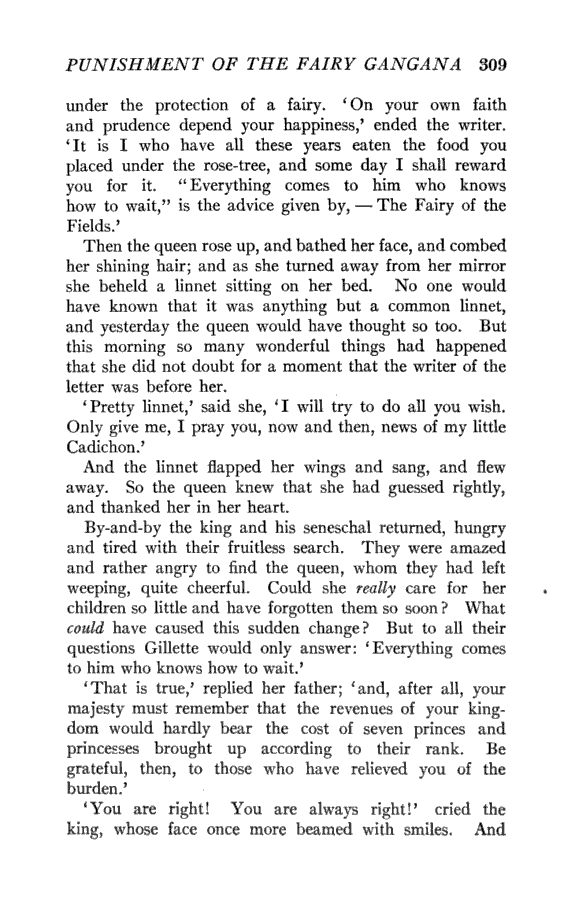 PUNISHMENT OF THE FAIRY GANGANA 309
under the protection of a fairy. ‘On your own faith
and prudence depend your happiness,’ ended the writer.
‘It is I who have all these years eaten the food you
placed under the rose-tree, and some day I shall reward
you for it. “Everything comes to him who knows
how to wait,” is the advice given by, — The Fairy of the
Fields.’
Then the queen rose up, and bathed her face, and combed
her shining hair; and as she turned away from her mirror
she beheld a linnet sitting on her bed. No one would
have known that it was anything but a common linnet,
and yesterday the queen would have thought so too. But
this morning so many wonderful things had happened
that she did not doubt for a moment that the writer of the
letter was before her.
‘Pretty linnet,’ said she, ‘I will try to do all you wish.
Only give me, I pray you, now and then, news of my little
Cadichon.’
And the linnet flapped her wings and sang, and flew
away. So the queen knew that she had guessed rightly,
and thanked her in her heart.
By-and-by the king and his seneschal returned, hungry
and tired with their fruitless search. They were amazed
and rather angry to find the queen, whom they had left
weeping, quite cheerful. Could she really care for her
children so little and have forgotten them so soon? What
could have caused this sudden change? But to all their
questions Gillette would only answer: ‘Everything comes
to him who knows how to wait.’
‘That is true,’ replied her father; ‘and, after all, your
majesty must remember that the revenues of your king-
dom would hardly bear the cost of seven princes and
princesses brought up according to their rank. Be
grateful, then, to those who have relieved you of the
burden.’
‘You are right! You are always right!’ cried the
king, whose face once more beamed with smiles. And